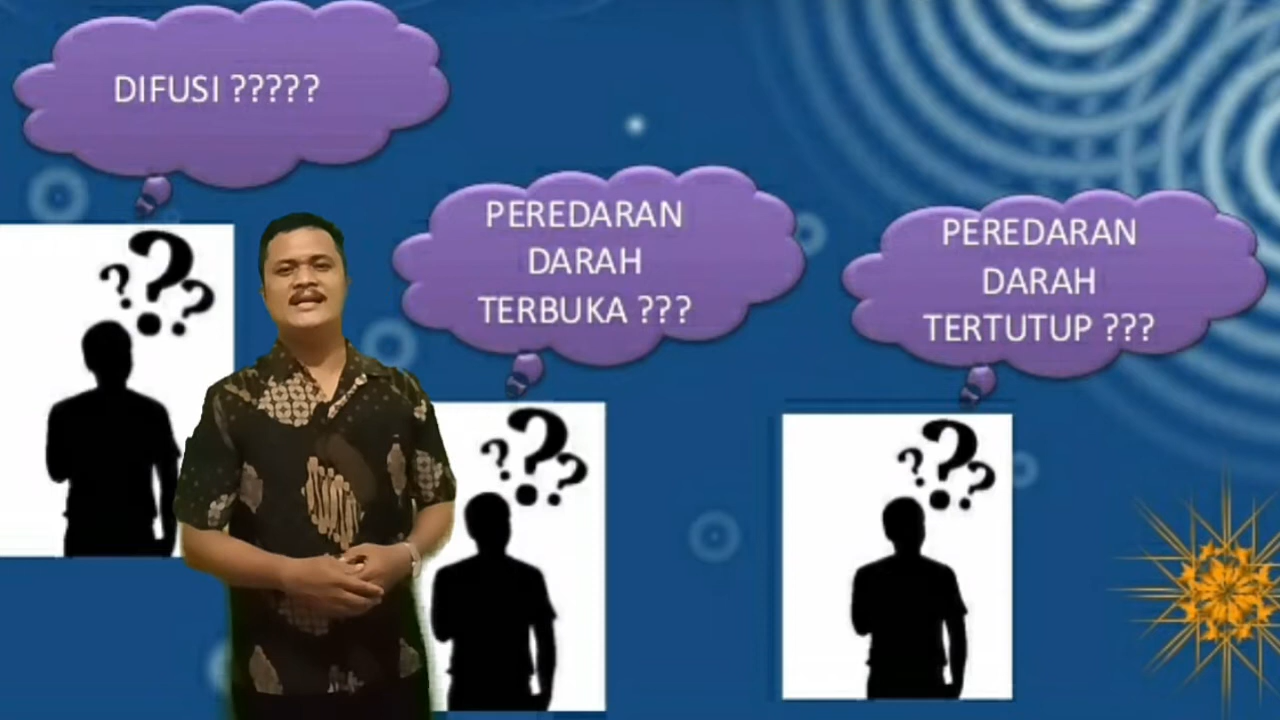 DIFUSI ?????
PEREDARAN
DARAH
TERBUKA ???
PEREDARAN
DARAH
TERTUTUP ???